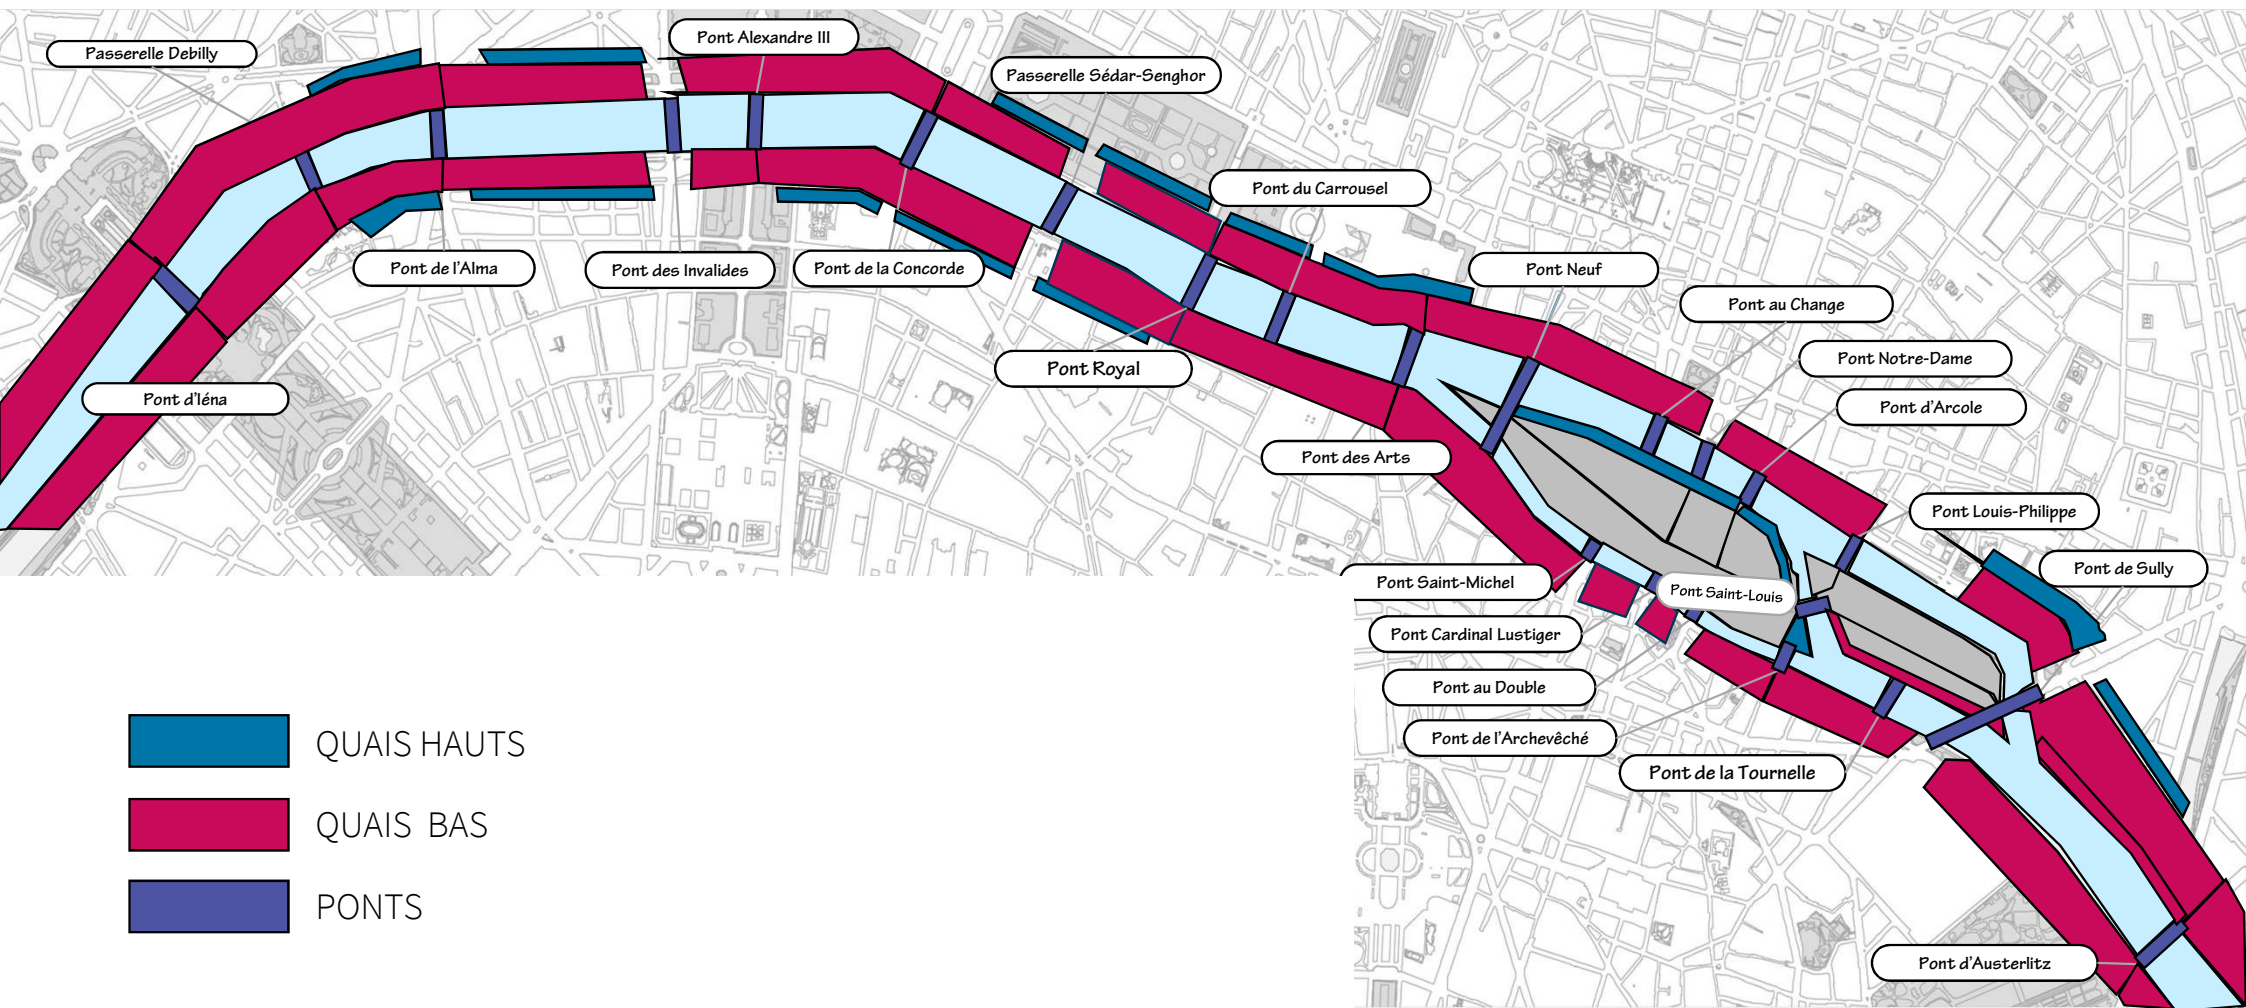 Passerelle Debilly
Pont Alexandre III
Passerelle Sédar-Senghor
Pont du Carrousel
Pont de l'Alma
Pont des Invalides
Pont de la Concorde
Pont Neuf
Pont au Change
Pont Notre-Dame
Pont Royal
Pont d'Iéna
Pont d'Arcole
Pont des Arts
Pont Louis-Philippe
Pont de Sully
Pont Saint-Michel
Pont Saint-Louis
Pont Cardinal Lustiger
Pont au Double
Pont de l'Archevêché
Pont de la Tournelle
QUAIS HAUTS
QUAIS BAS
PONTS
Pont d'Austerlitz